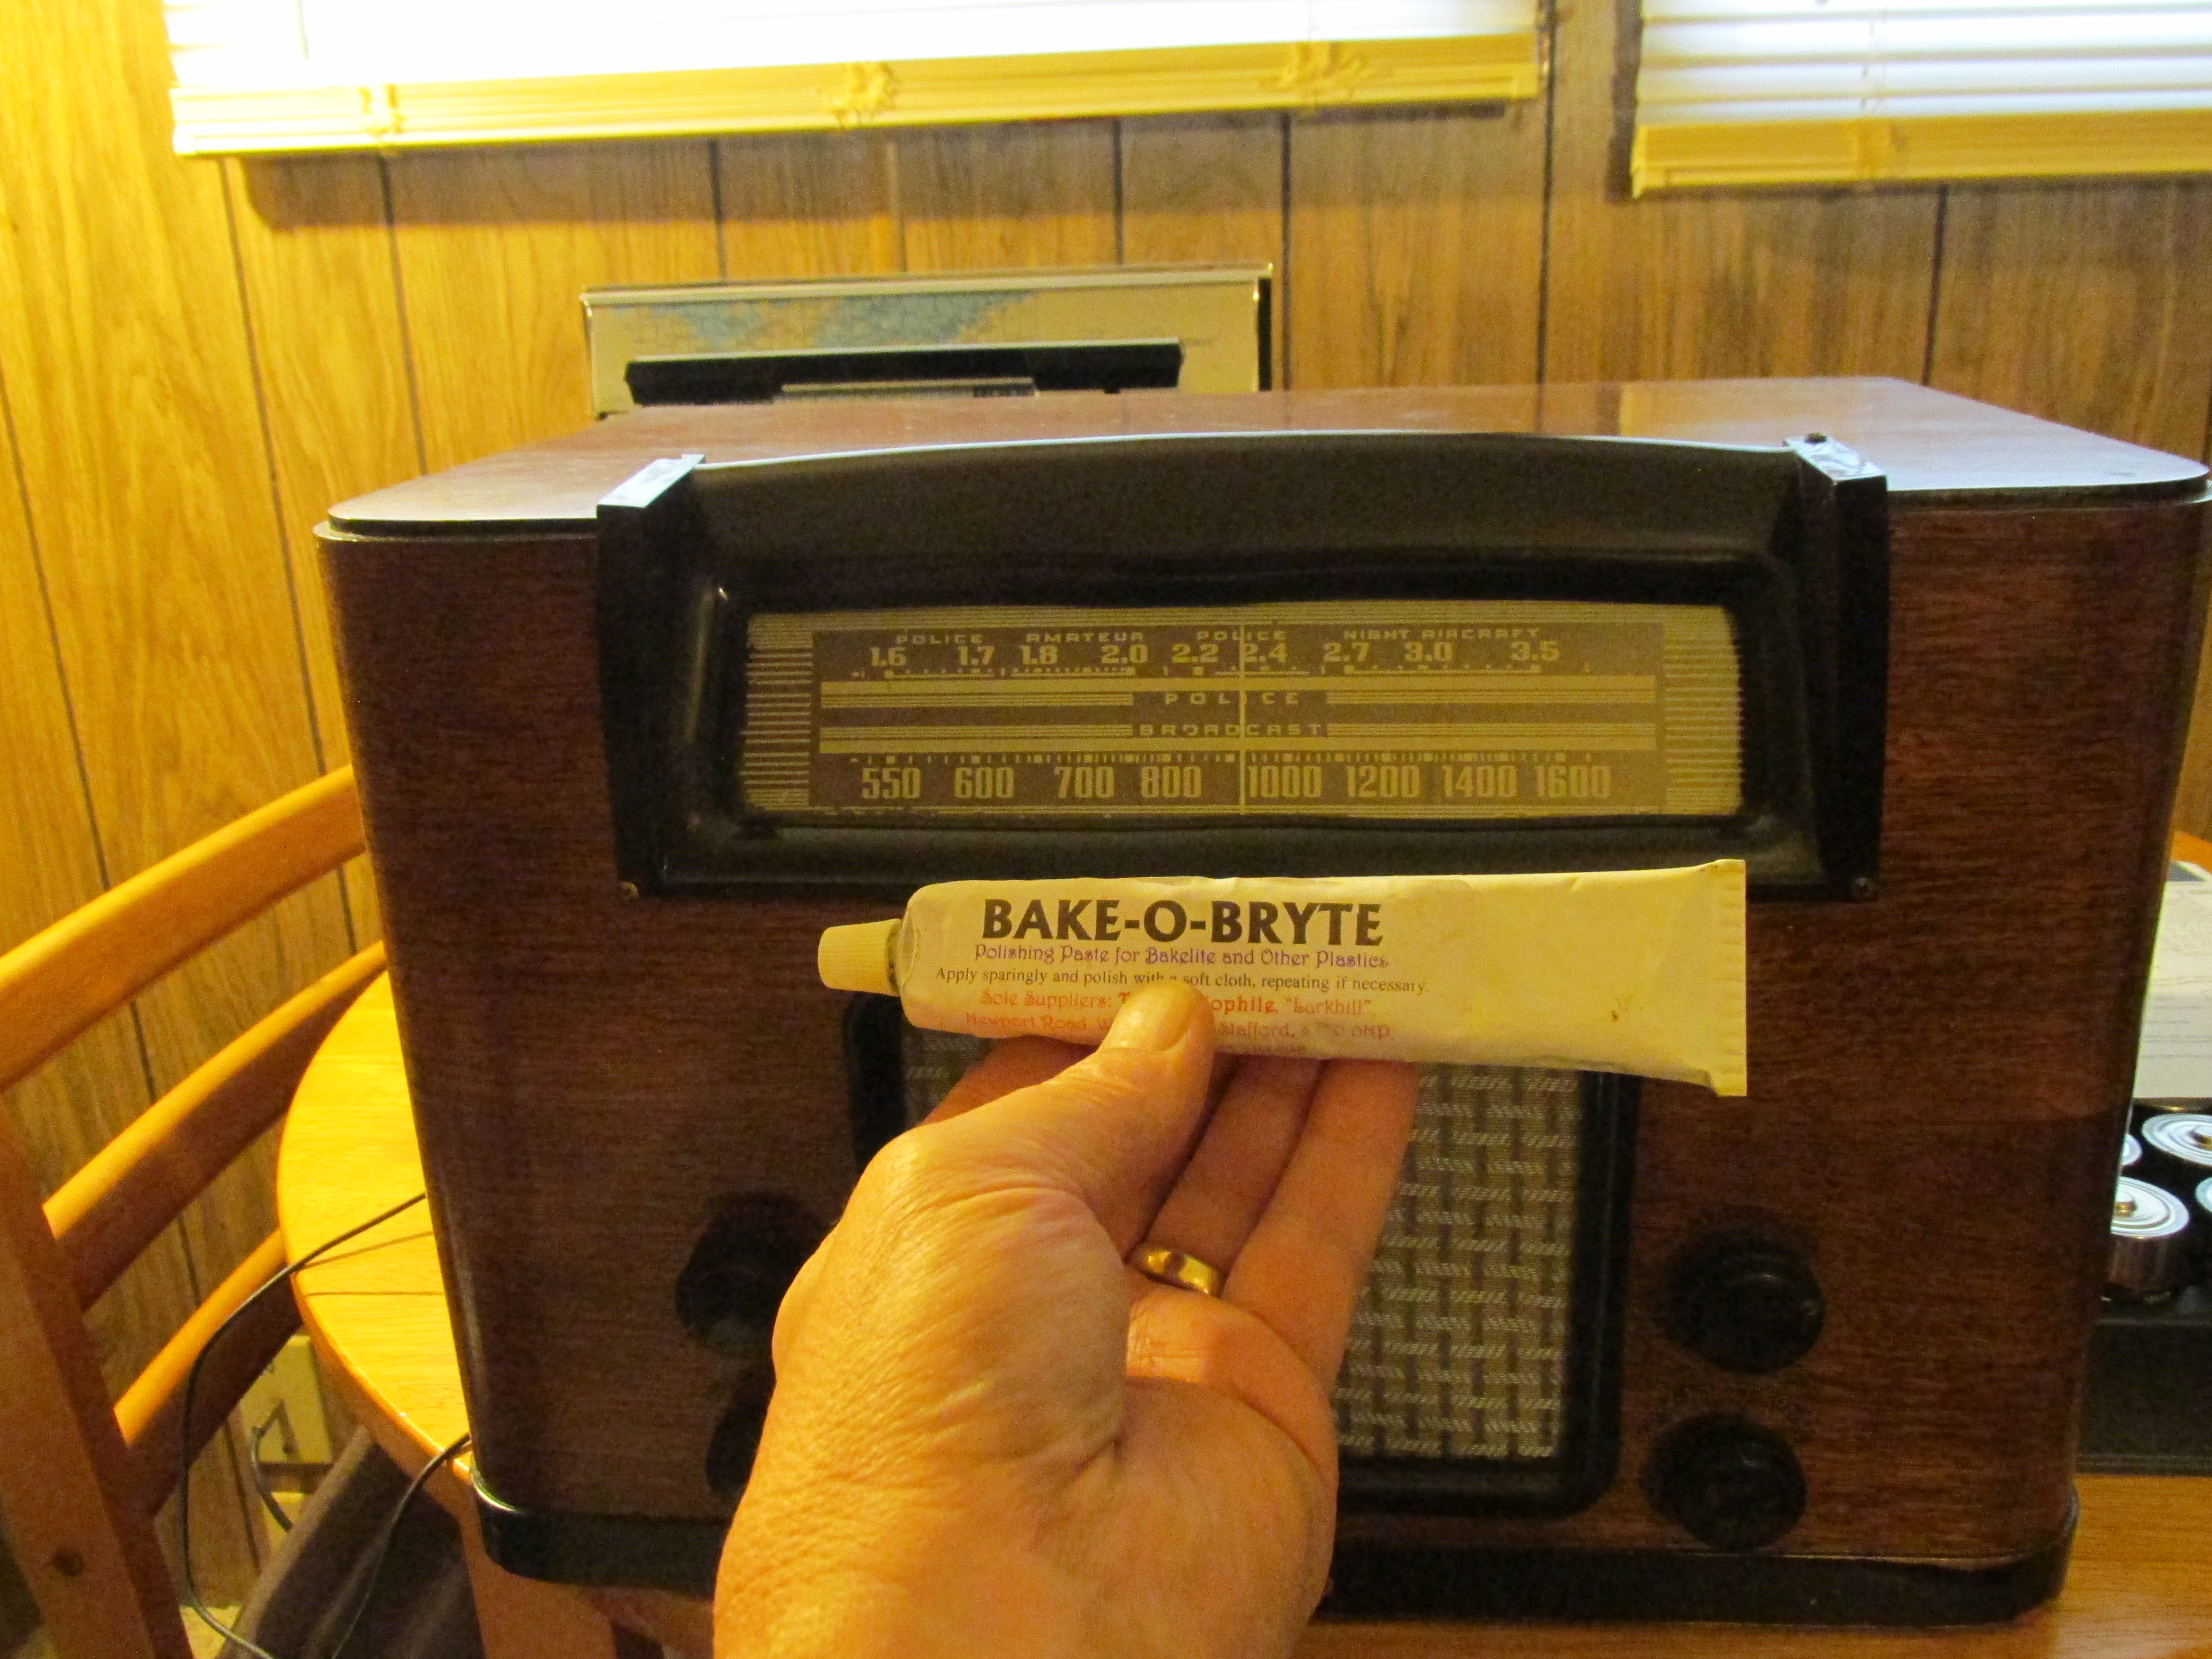 POLICE AMATEUR POLICE NIGHT AIRCRAFT
1.6 1.7 1.8 2.0 2.2 2.4 2.7 3.0 3.5
POLICE
BROADCAST
550 600 700 800 1000 1200 1400 1600
BAKE-O-BRYTE
Polishing Paste for Bakelite and Other Plastics
Apply sparingly and polish with a soft cloth, repeating if necessary.
Sole Suppliers: "Larkhill",
Newport Road, Stafford,